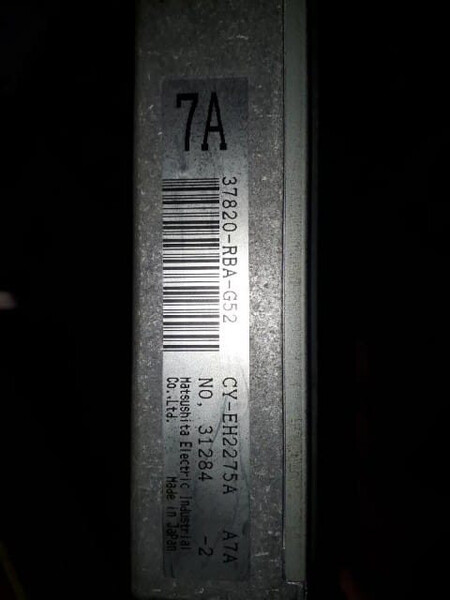 7A
37820-RBA-G52
CY-EH2275A A7A
NO, 31284 -2
Matsushita Electric Industrial
Co.,Ltd. Made in Japan